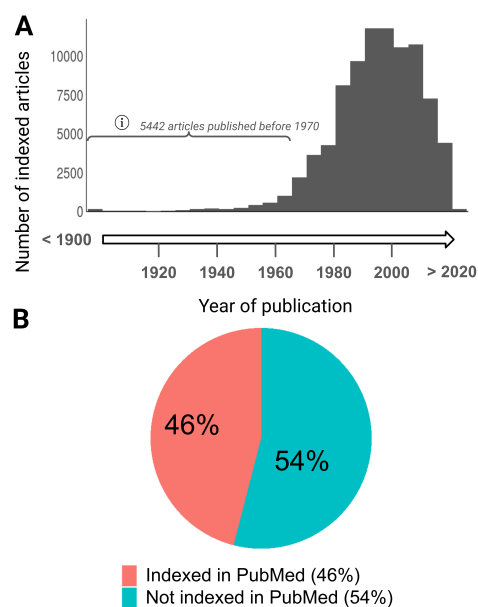 A
Number of indexed articles
10000
7500
5000
2500
0
i 5442 articles published before 1970
< 1900
1920 1940 1960 1980 2000 > 2020
Year of publication
B
46%
54%
Indexed in PubMed (46%)
Not indexed in PubMed (54%)